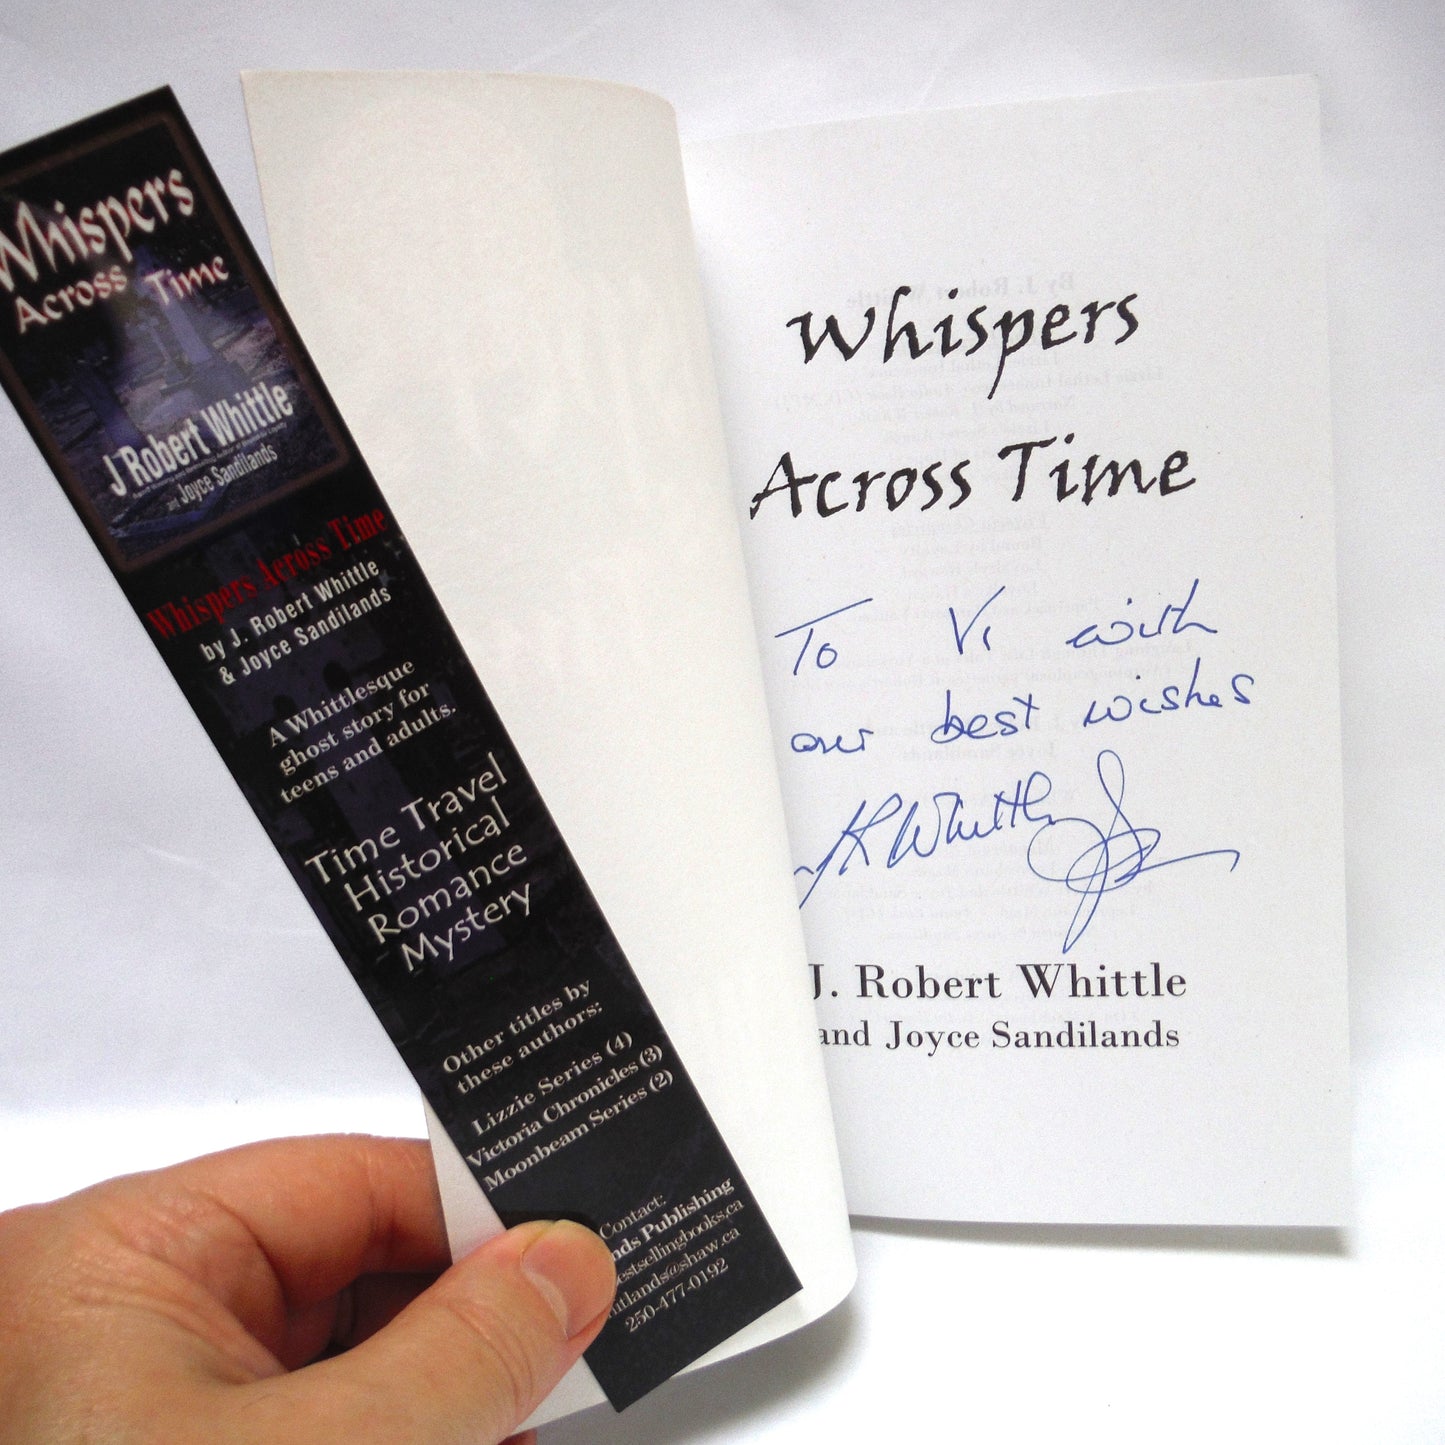 Whispers
Across Time
J Robert Whittle
and Joyce Sandilands
Whispers Across Time
by J. Robert Whittle
& Joyce Sandilands
A Whittlesque
ghost story for
teens and adults.
Time Travel
Historical
Romance
Mystery
Other titles by
these authors:
Lizzie Series (4)
Victoria Chronicles (3)
Moonbeam Series (2)
Contact:
Publishing
250-477-0192
Whispers
Across Time
To Vi with
our best wishes
Whittle
J. Robert Whittle
and Joyce Sandilands